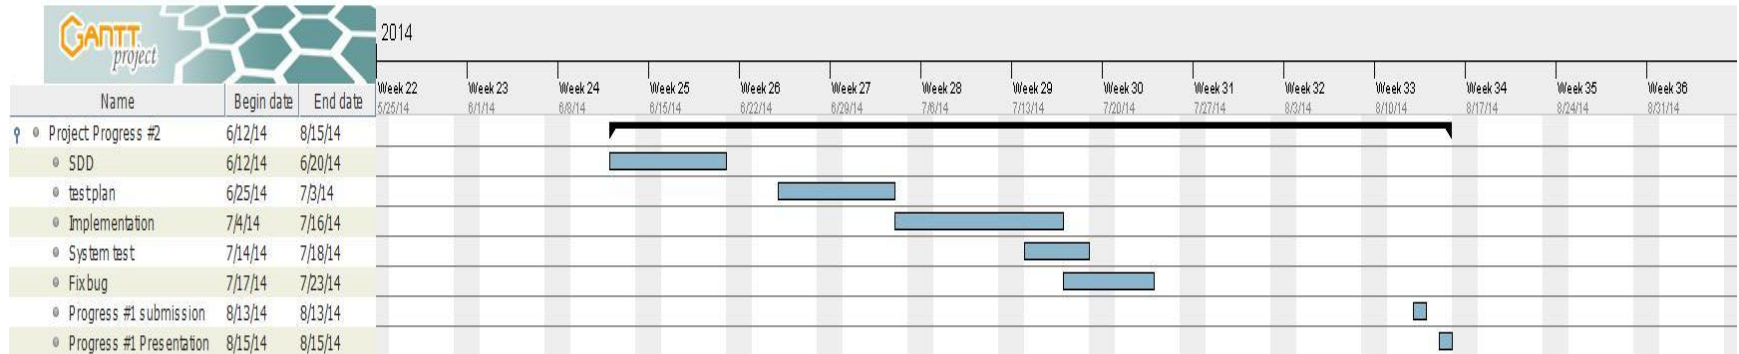 GANTT
project
2014
Week 22 Week 23 Week 24 Week 25 Week 26 Week 27 Week 28 Week 29 Week 30 Week 31 Week 32 Week 33 Week 34 Week 35 Week 36
5/25/14 6/1/14 6/8/14 6/15/14 6/22/14 6/29/14 7/6/14 7/13/14 7/20/14 7/27/14 8/3/14 8/10/14 8/17/14 8/24/14 8/31/14
Name Begin date End date
Project Progress #2 6/12/14 8/15/14
SDD 6/12/14 6/20/14
testplan 6/25/14 7/3/14
Implementation 7/4/14 7/16/14
System test 7/14/14 7/18/14
Fix bug 7/17/14 7/23/14
Progress #1 submission 8/13/14 8/13/14
Progress #1 Presentation 8/15/14 8/15/14